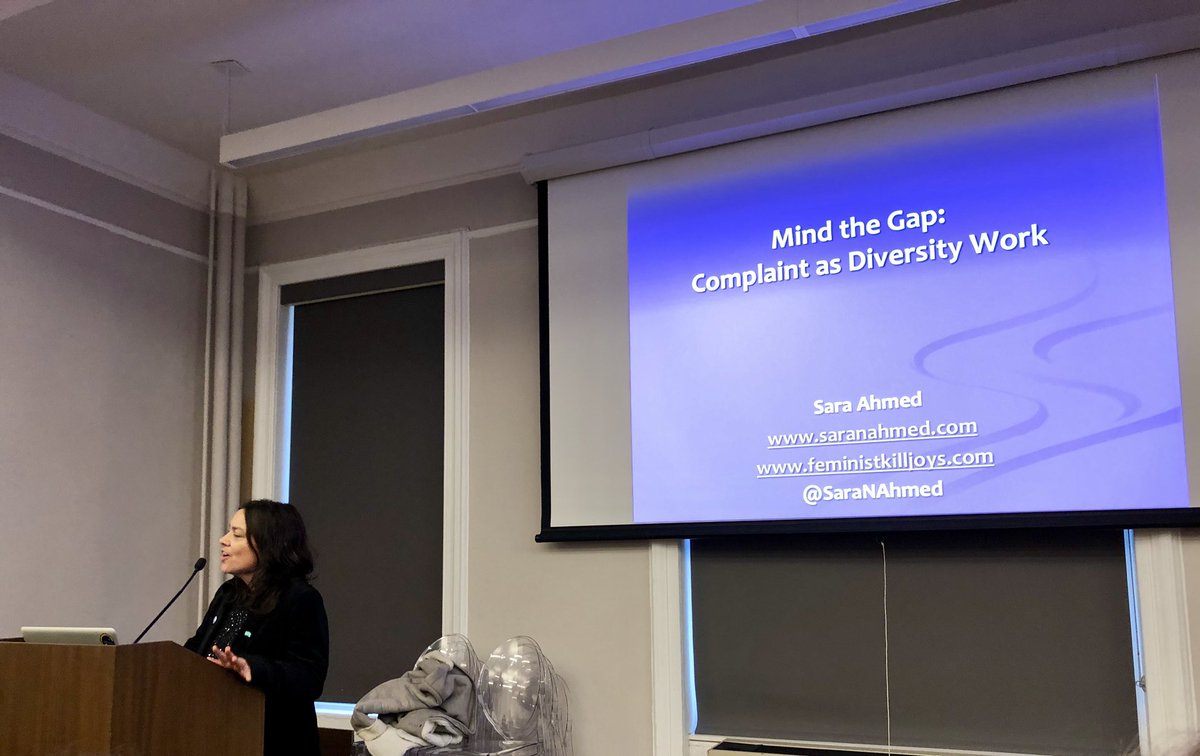 Mind the Gap:
Complaint as Diversity Work
Sara Ahmed
www.saranahmed.com
www.feministkilljoys.com
@SaraNAhmed